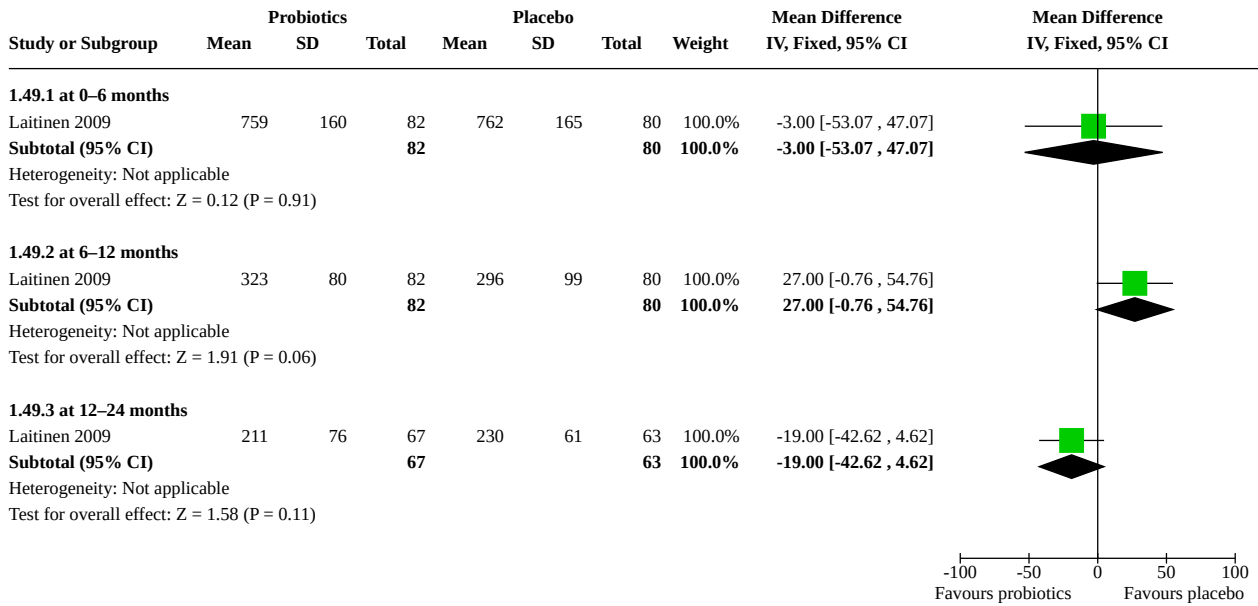 Probiotics Placebo Mean Difference Mean Difference
Study or Subgroup Mean SD Total Mean SD Total Weight IV, Fixed, 95% CI IV, Fixed, 95% CI
1.49.1 at 0–6 months
Laitinen 2009 759 160 82 762 165 80 100.0% -3.00 [-53.07 , 47.07]
Subtotal (95% CI) 82 80 100.0% -3.00 [-53.07 , 47.07]
Heterogeneity: Not applicable
Test for overall effect: Z = 0.12 (P = 0.91)
1.49.2 at 6–12 months
Laitinen 2009 323 80 82 296 99 80 100.0% 27.00 [-0.76 , 54.76]
Subtotal (95% CI) 82 80 100.0% 27.00 [-0.76 , 54.76]
Heterogeneity: Not applicable
Test for overall effect: Z = 1.91 (P = 0.06)
1.49.3 at 12–24 months
Laitinen 2009 211 76 67 230 61 63 100.0% -19.00 [-42.62 , 4.62]
Subtotal (95% CI) 67 63 100.0% -19.00 [-42.62 , 4.62]
Heterogeneity: Not applicable
Test for overall effect: Z = 1.58 (P = 0.11)
-100 -50 0 50 100
Favours probiotics Favours placebo